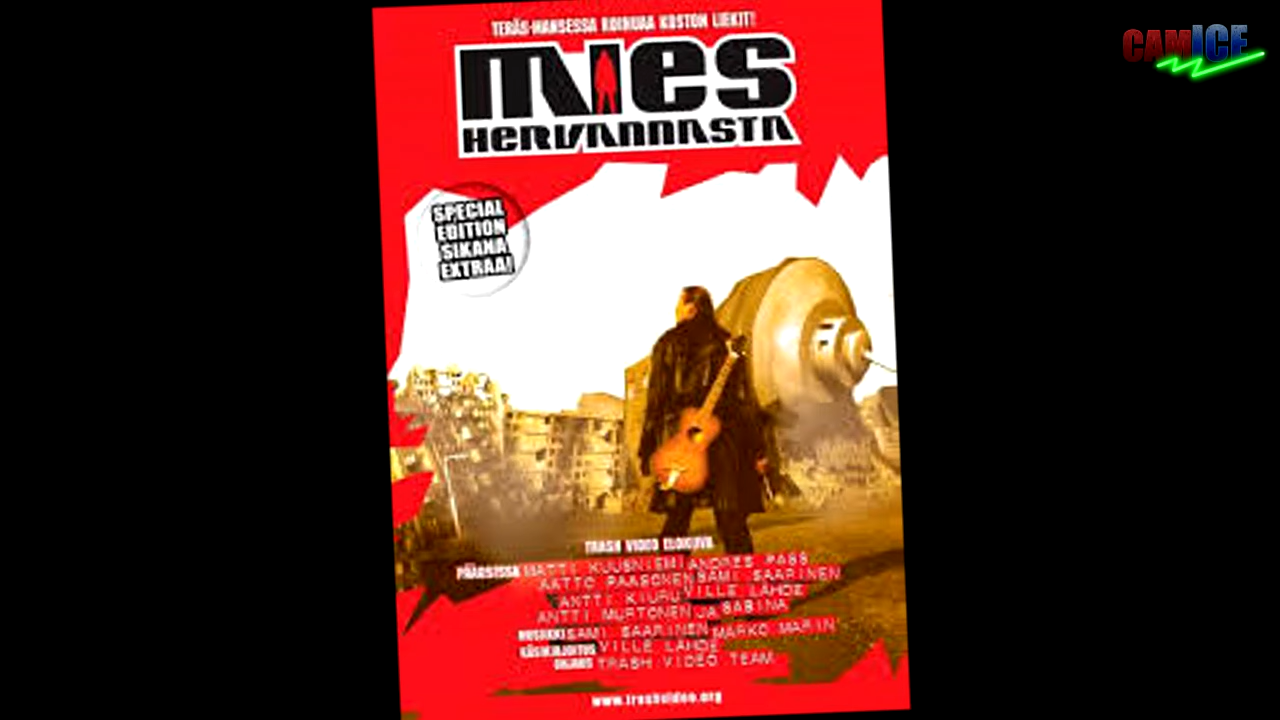 CAMICE
TERÄS-MANSESSA ROIHUAA KOSTON LIEKIT!
MIES
HERVANNASTA
SPECIAL
EDITION
SIKANA
EXTRAA!
TRASH VIDEO ELOKUVA
PÄÄOSISSA MATTI KUUSNIEMI ANDRES PASS
AATTO PAASONEN SAMI SAARINEN
ANTTI KIURU VILLE LÄHDE
ANTTI MURTONEN JA SABINA
MUSIIKKI SAMI SAARINEN MARKO MARIN
KÄSIKIRJOITUS VILLE LÄHDE
OHJAUS TRASH VIDEO TEAM
www.trashvideo.org